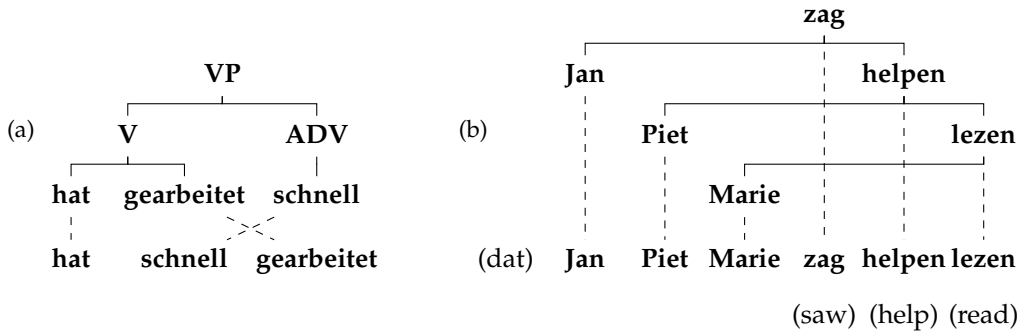 zag
VP Jan helpen
(a) V ADV (b) Piet lezen
hat gearbeitet schnell Marie
hat schnell gearbeitet (dat) Jan Piet Marie zag helpen lezen
(saw) (help) (read)